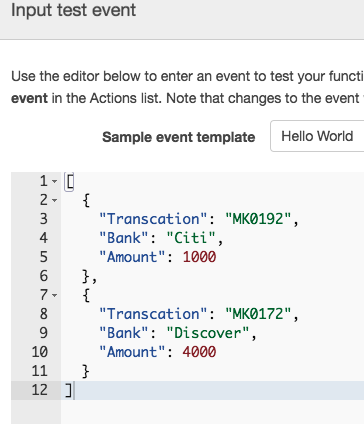 Input test event
Use the editor below to enter an event to test your functi
event in the Actions list. Note that changes to the event
Sample event template Hello World
1 [
2 {
3 "Transcation": "MK0192",
4 "Bank": "Citi",
5 "Amount": 1000
6 },
7 {
8 "Transcation": "MK0172",
9 "Bank": "Discover",
10 "Amount": 4000
11 }
12 ]